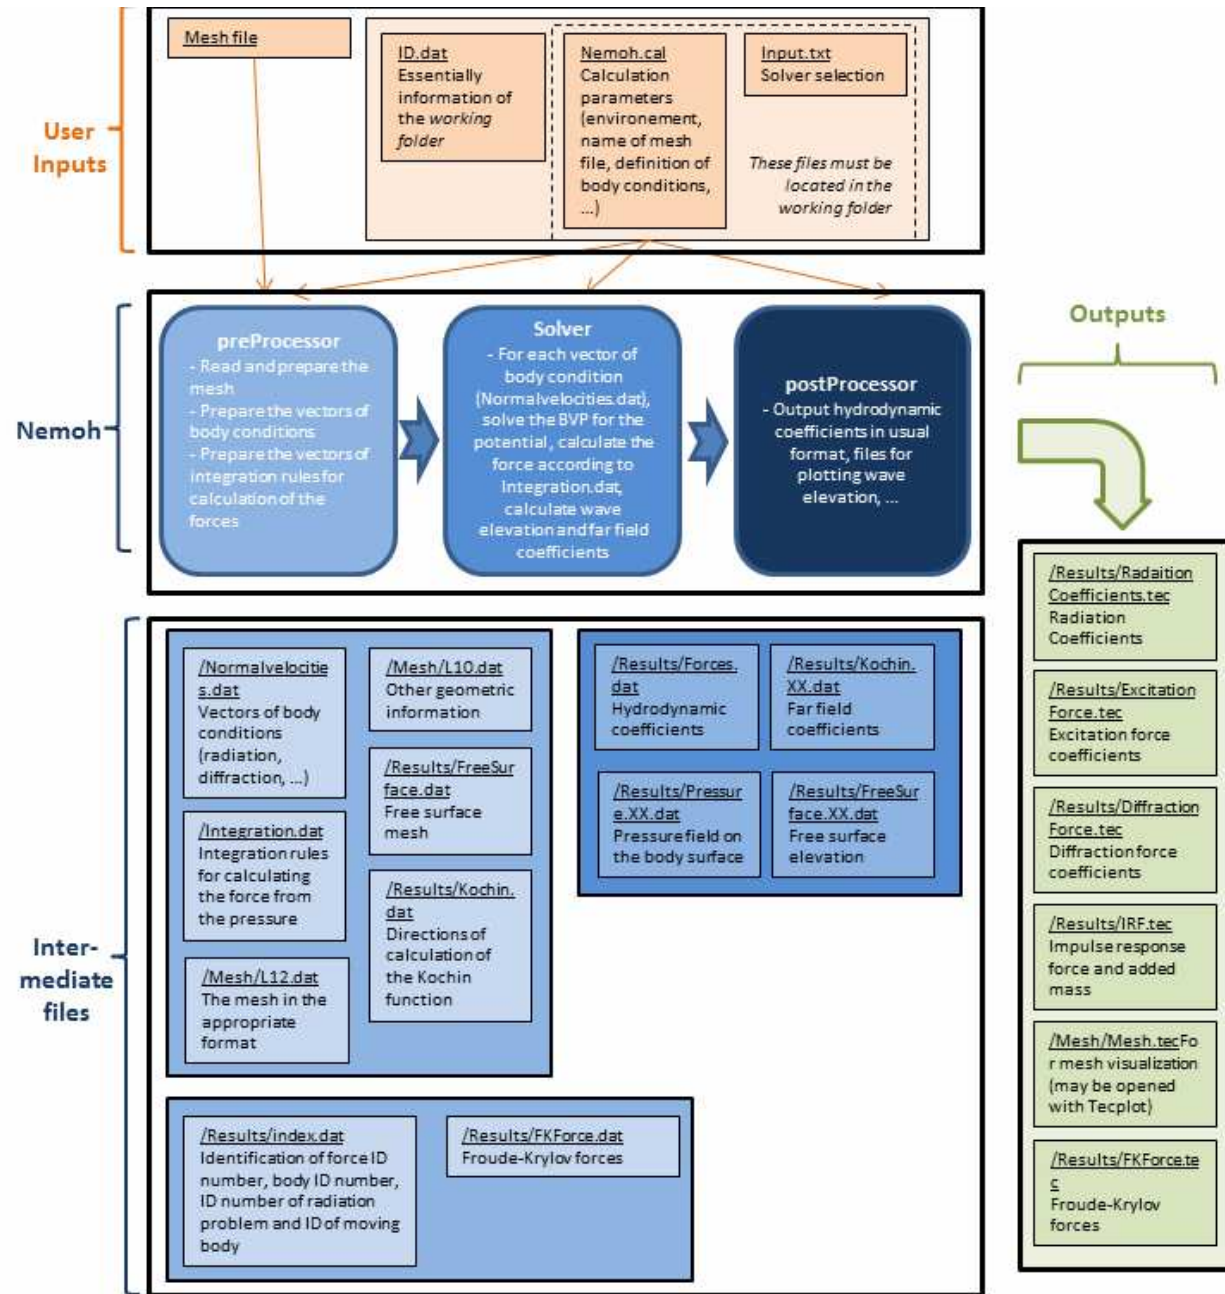 User
Inputs
Mesh file
ID.dat
Essentially
information of
the working
folder
Nemoh.cal
Calculation
parameters
(environement,
name of mesh
file, definition of
body conditions,
...)
Input.txt
Solver selection
These files must be
located in the
working folder
Nemoh
preProcessor
- Read and prepare the
mesh
- Prepare the vectors of
body conditions
- Prepare the vectors of
integration rules for
calculation of the
forces
Solver
- For each vector of
body condition
(Normalvelocities.dat),
solve the BVP for the
potential, calculate the
force according to
Integration.dat,
calculate wave
elevation and far field
coefficients
postProcessor
- Output hydrodynamic
coefficients in usual
format, files for
plotting wave
elevation, ...
Outputs
Inter-
mediate
files
/Normalvelocitie
s.dat
Vectors of body
conditions
(radiation,
diffraction, ...)
/Integration.dat
Integration rules
for calculating
the force from
the pressure
/Mesh/L12.dat
The mesh in the
appropriate
format
/Mesh/L10.dat
Other geometric
information
/Results/FreeSur
face.dat
Free surface
mesh
/Results/Kochin.
dat
Directions of
calculation of
the Kochin
function
/Results/Forces.
dat
Hydrodynamic
coefficients
/Results/Kochin.
XX.dat
Far field
coefficients
/Results/Pressur
e.XX.dat
Pressure field on
the body surface
/Results/FreeSur
face.XX.dat
Free surface
elevation
/Results/index.dat
Identification of force ID
number, body ID number,
ID number of radiation
problem and ID of moving
body
/Results/FKForce.dat
Froude-Krylov forces
/Results/Radaition
Coefficients.tec
Radiation
Coefficients
/Results/Excitation
Force.tec
Excitation force
coefficients
/Results/Diffraction
Force.tec
Diffraction force
coefficients
/Results/IRF.tec
Impulse response
force and added
mass
/Mesh/Mesh.tecFo
r mesh visualization
(may be opened
with Tecplot)
/Results/FKForce.te
c
Froude-Krylov
forces